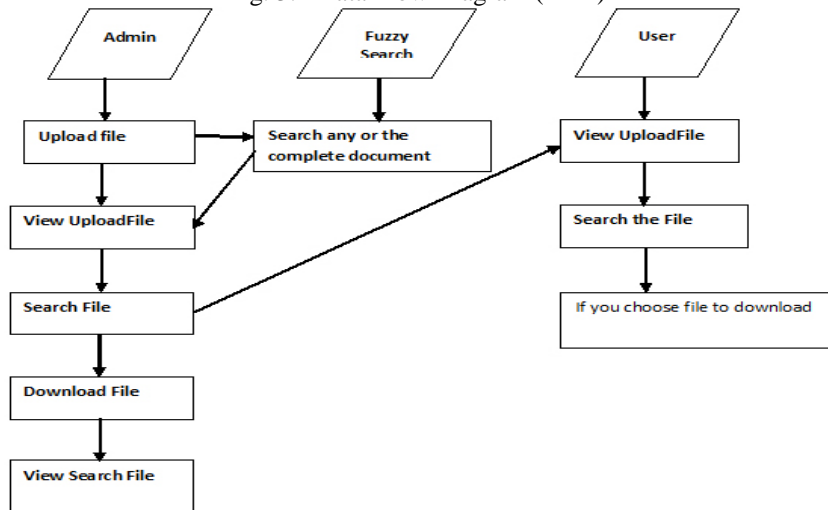 Admin
Fuzzy
Search
User
Upload file
Search any or the
complete document
View UploadFile
View UploadFile
Search the File
Search File
If you choose file to download
Download File
View Search File